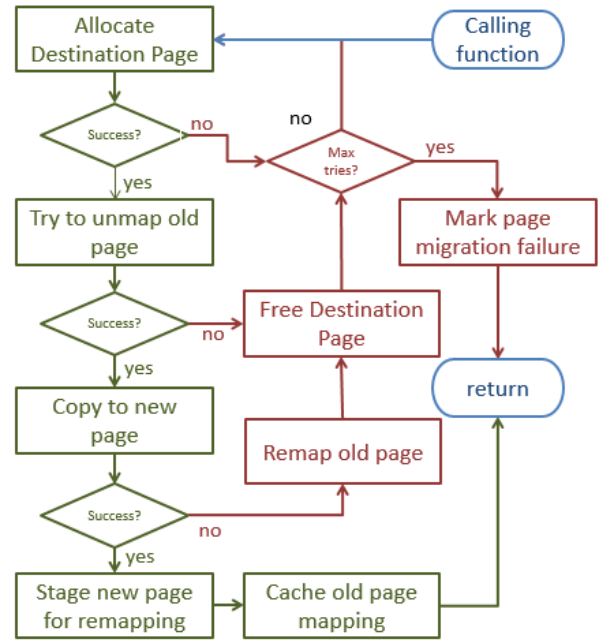 Allocate
Destination Page
Calling
function
no
Success?
no
Max
tries?
yes
yes
Try to unmap old
page
Mark page
migration failure
Success?
no
Free Destination
Page
yes
return
Copy to new
page
Remap old page
Success?
no
yes
Stage new page
for remapping
Cache old page
mapping